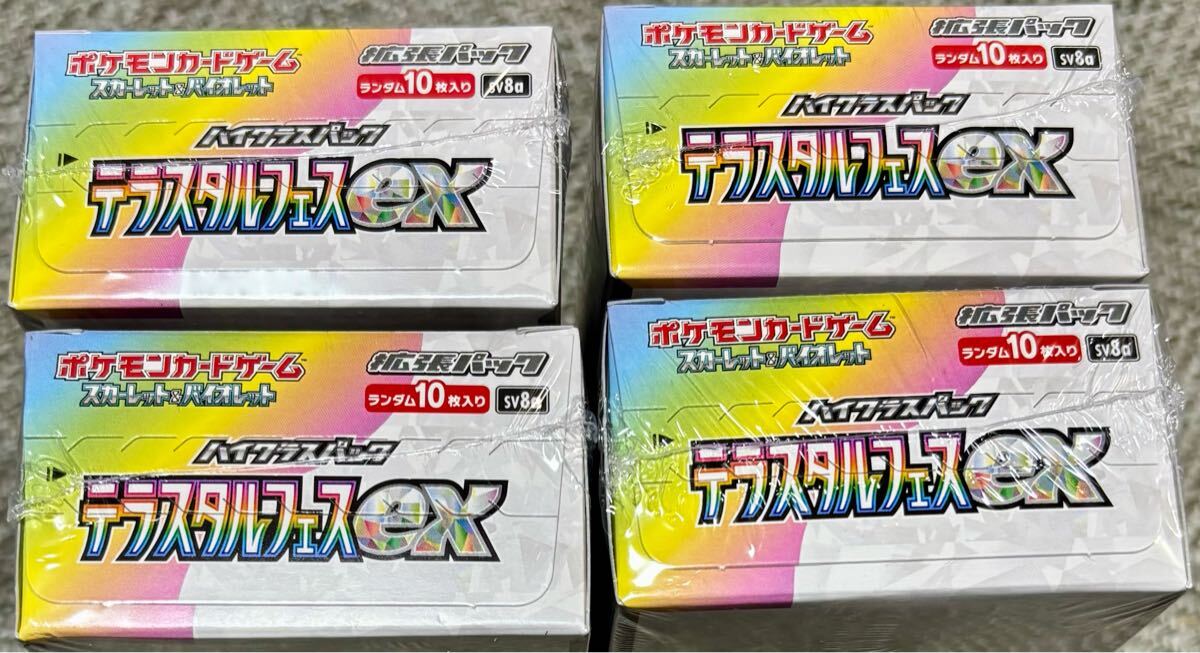 ポケモンカードゲーム
スカーレット&バイオレット
拡張パック
ランダム10枚入り
SV8a
ハイクラスパック
テラスタルフェスex
ポケモンカードゲーム
スカーレット&バイオレット
拡張パック
ランダム10枚入り
SV8a
ハイクラスパック
テラスタルフェスex
ポケモンカードゲーム
スカーレット&バイオレット
拡張パック
ランダム10枚入り
SV8a
ハイクラスパック
テラスタルフェスex
ポケモンカードゲーム
スカーレット&バイオレット
拡張パック
ランダム10枚入り
SV8a
ハイクラスパック
テラスタルフェスex